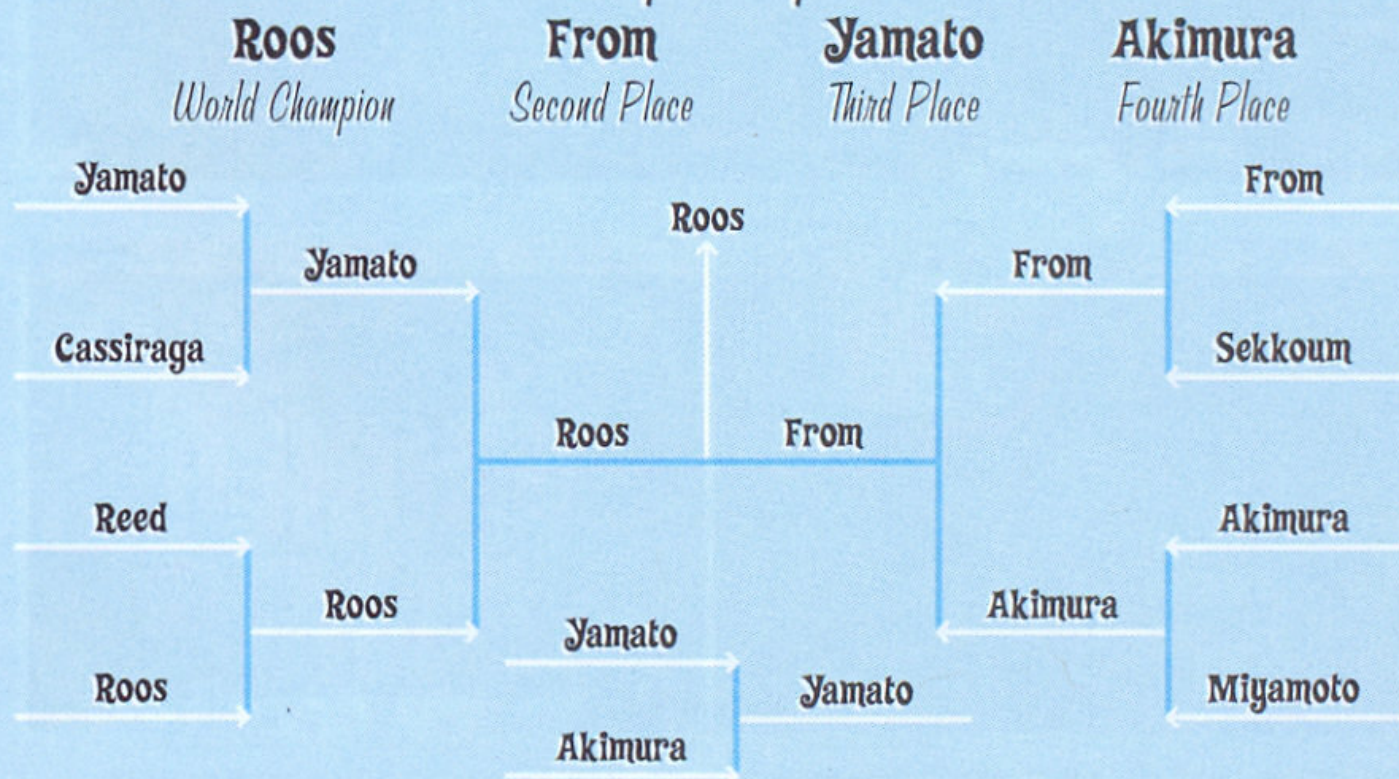 Roos From Yamato Akimura
World Champion Second Place Third Place Fourth Place
Yamato
From
Roos
Yamato
From
Cassiraga
Sekkoum
Roos
From
Reed
Akimura
Roos
Akimura
Yamato
Roos
Yamato
Miyamoto
Akimura